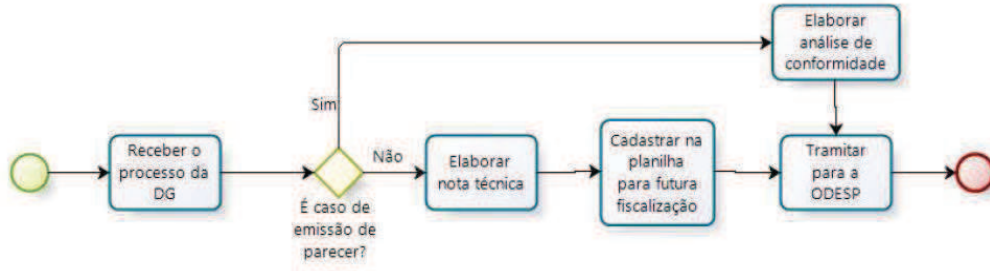 Receber o
processo da
DG
É caso de
emissão de
parecer?
Sim
Não
Elaborar
análise de
conformidade
Elaborar
nota técnica
Cadastrar na
planilha
para futura
fiscalização
Tramitar
para a
ODESP